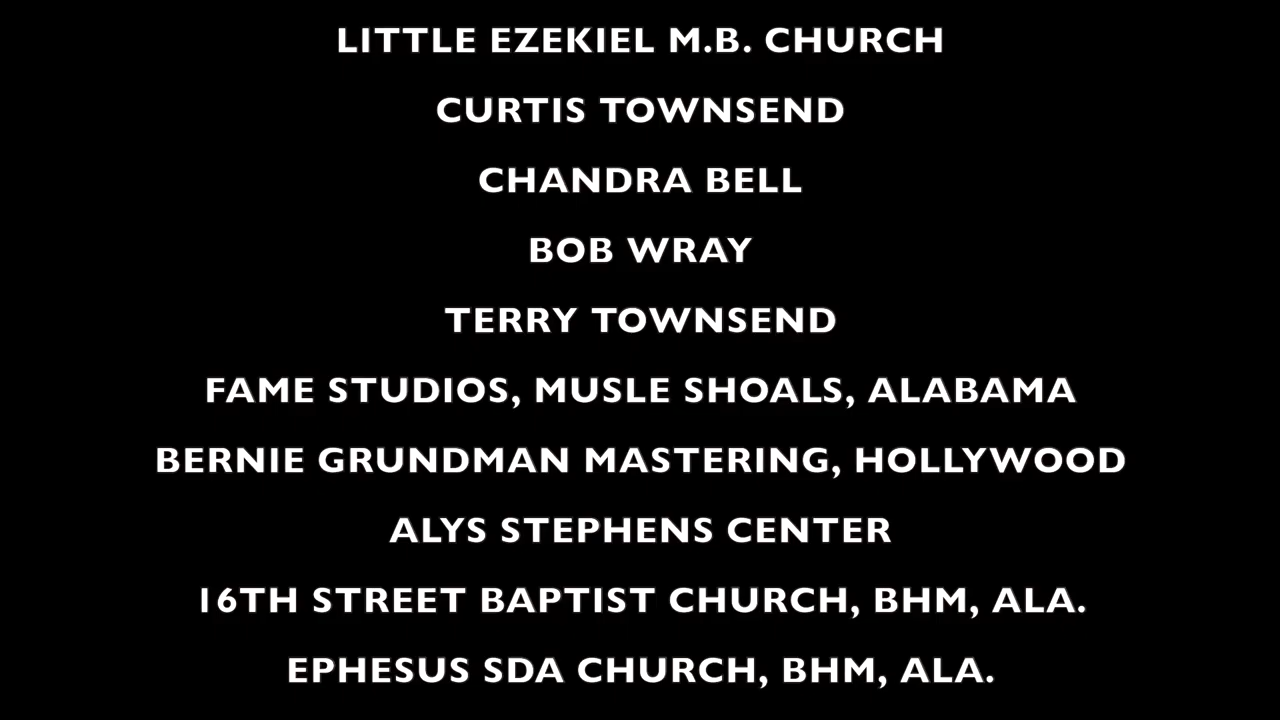 LITTLE EZEKIEL M.B. CHURCH
CURTIS TOWNSEND
CHANDRA BELL
BOB WRAY
TERRY TOWNSEND
FAME STUDIOS, MUSLE SHOALS, ALABAMA
BERNIE GRUNDMAN MASTERING, HOLLYWOOD
ALYS STEPHENS CENTER
16TH STREET BAPTIST CHURCH, BHM, ALA.
EPHESUS SDA CHURCH, BHM, ALA.